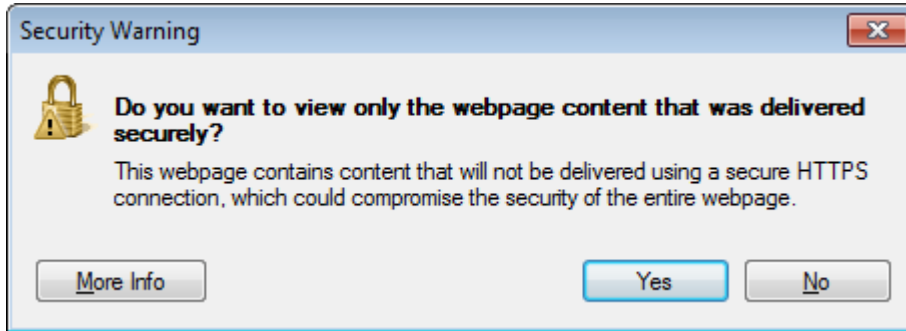 Security Warning
Do you want to view only the webpage content that was delivered
securely?
This webpage contains content that will not be delivered using a secure HTTPS
connection, which could compromise the security of the entire webpage.
More Info
Yes
No